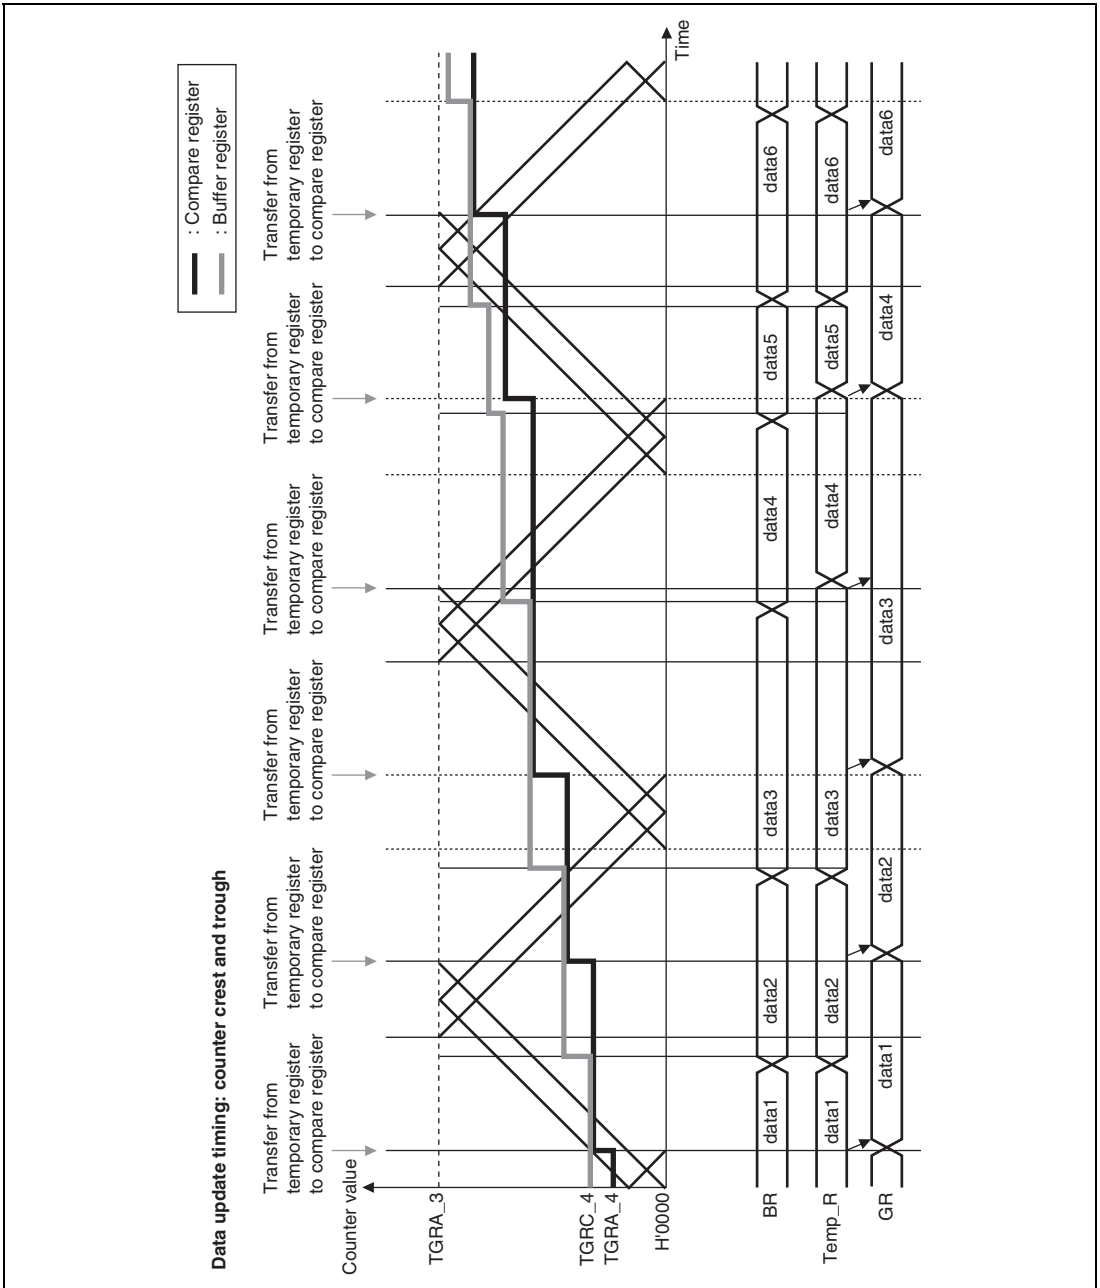 Data update timing: counter crest and trough
: Compare register
: Buffer register
Transfer from
temporary register
to compare register
Transfer from
temporary register
to compare register
Transfer from
temporary register
to compare register
Transfer from
temporary register
to compare register
Transfer from
temporary register
to compare register
Transfer from
temporary register
to compare register
Counter value
TGRA_3
TGRC_4
TGRA_4
H'0000
Time
BR
data1
data2
data3
data4
data5
data6
Temp_R
data1
data2
data3
data4
data5
data6
GR
data1
data2
data3
data4
data6